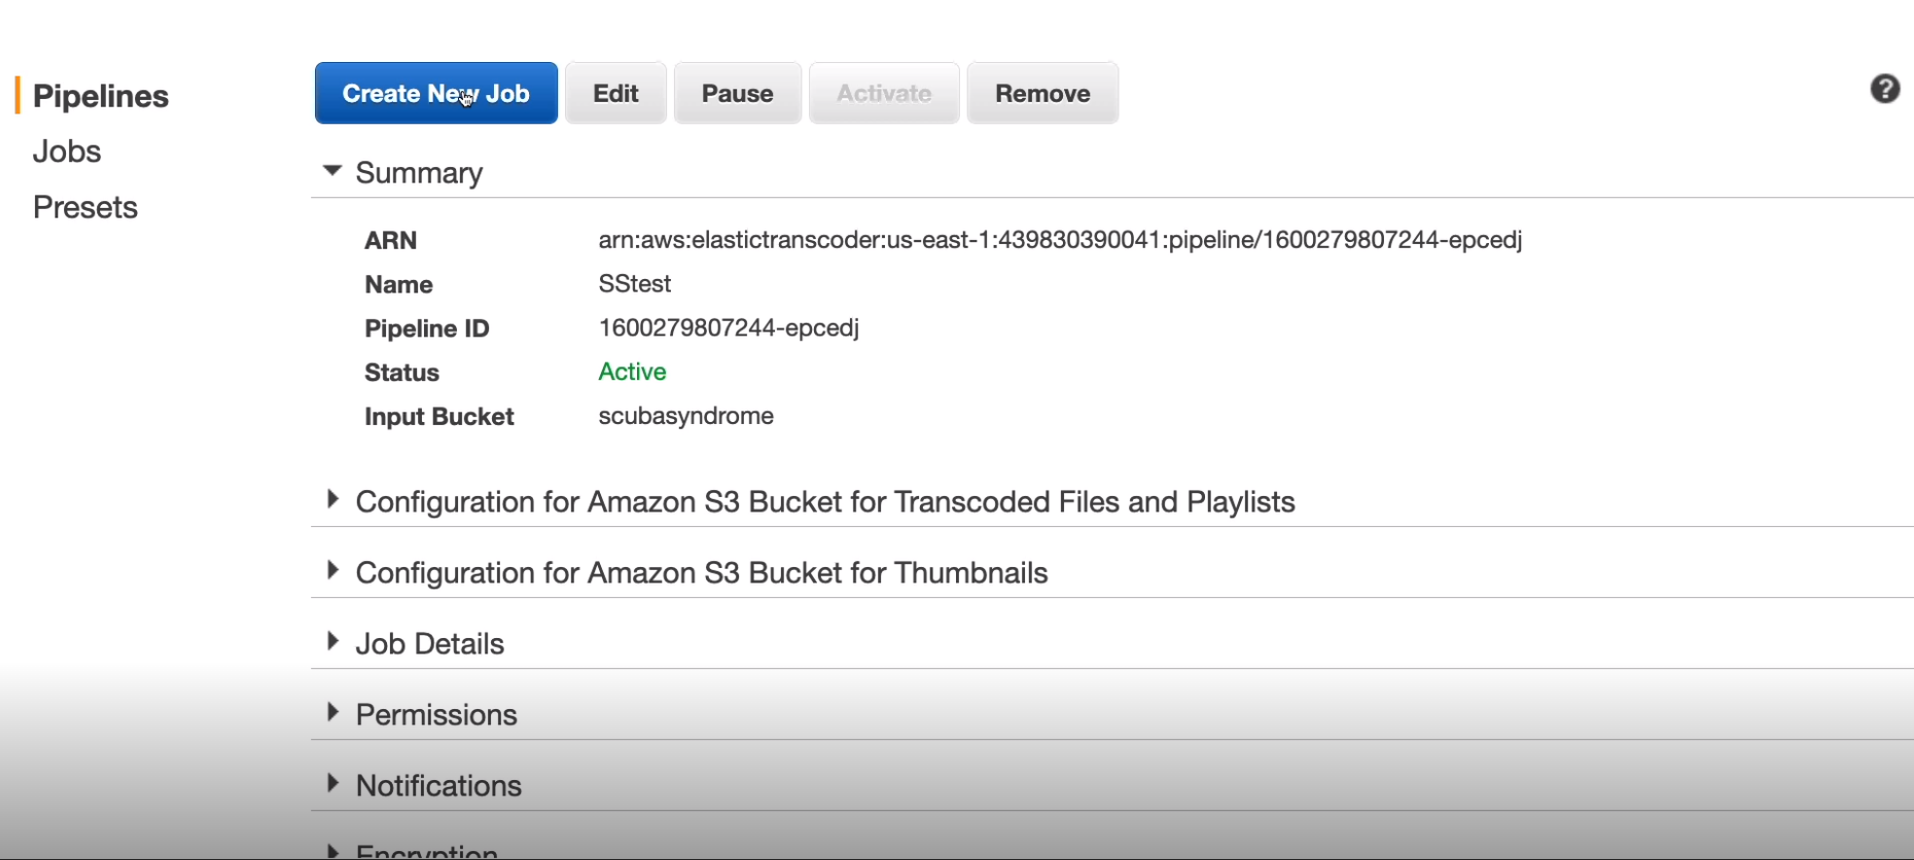 Pipelines
Jobs
Presets
Create New Job Edit Pause Activate Remove
?
Summary
ARN arn:aws:elastictranscoder:us-east-1:439830390041:pipeline/1600279807244-epcedj
Name SStest
Pipeline ID 1600279807244-epcedj
Status Active
Input Bucket scubasyndrome
Configuration for Amazon S3 Bucket for Transcoded Files and Playlists
Configuration for Amazon S3 Bucket for Thumbnails
Job Details
Permissions
Notifications
Encryption